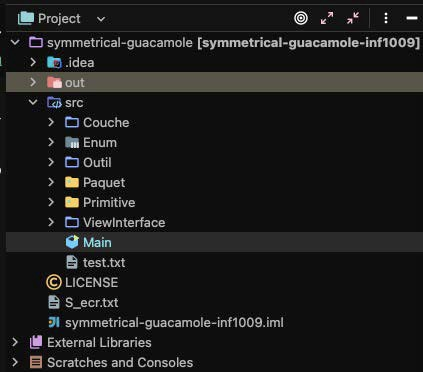 Project
symmetrical-guacamole [symmetrical-guacamole-inf1009]
.idea
out
src
Couche
Enum
Outil
Paquet
Primitive
ViewInterface
Main
test.txt
LICENSE
S_ecr.txt
symmetrical-guacamole-inf1009.iml
External Libraries
Scratches and Consoles